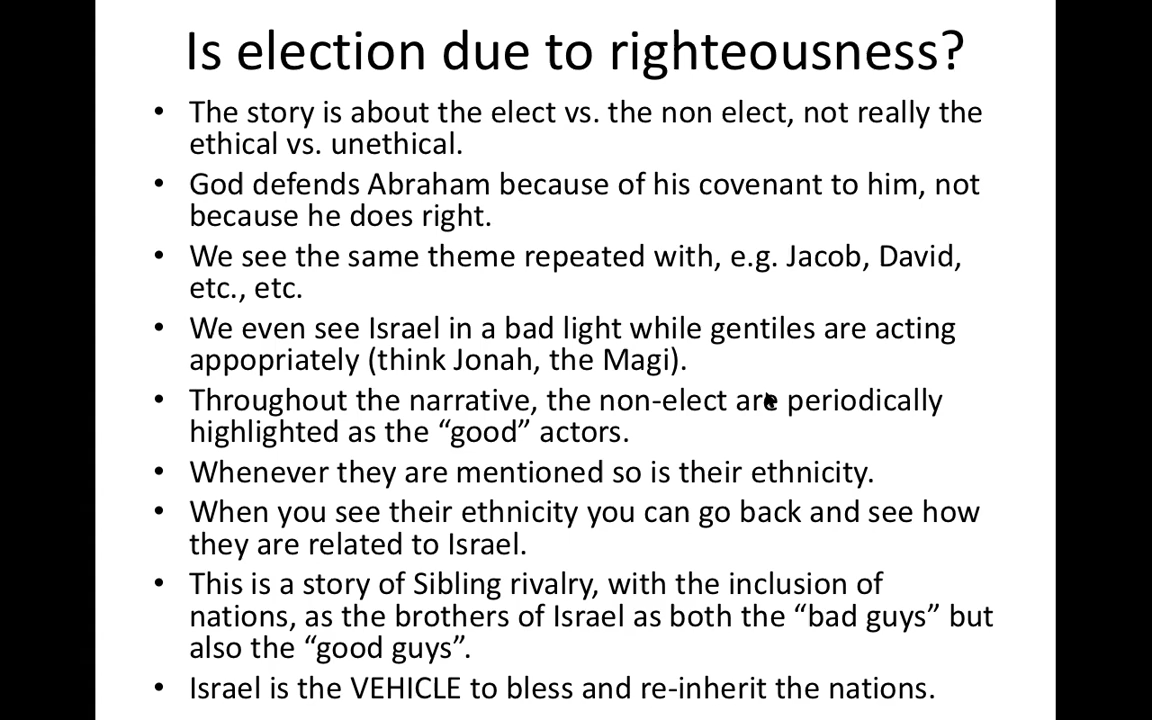 Is election due to righteousness?
• The story is about the elect vs. the non elect, not really the
ethical vs. unethical.
• God defends Abraham because of his covenant to him, not
because he does right.
• We see the same theme repeated with, e.g. Jacob, David,
etc., etc.
• We even see Israel in a bad light while gentiles are acting
appopriately (think Jonah, the Magi).
• Throughout the narrative, the non-elect are periodically
highlighted as the “good” actors.
• Whenever they are mentioned so is their ethnicity.
• When you see their ethnicity you can go back and see how
they are related to Israel.
• This is a story of Sibling rivalry, with the inclusion of
nations, as the brothers of Israel as both the “bad guys” but
also the “good guys”.
• Israel is the VEHICLE to bless and re-inherit the nations.